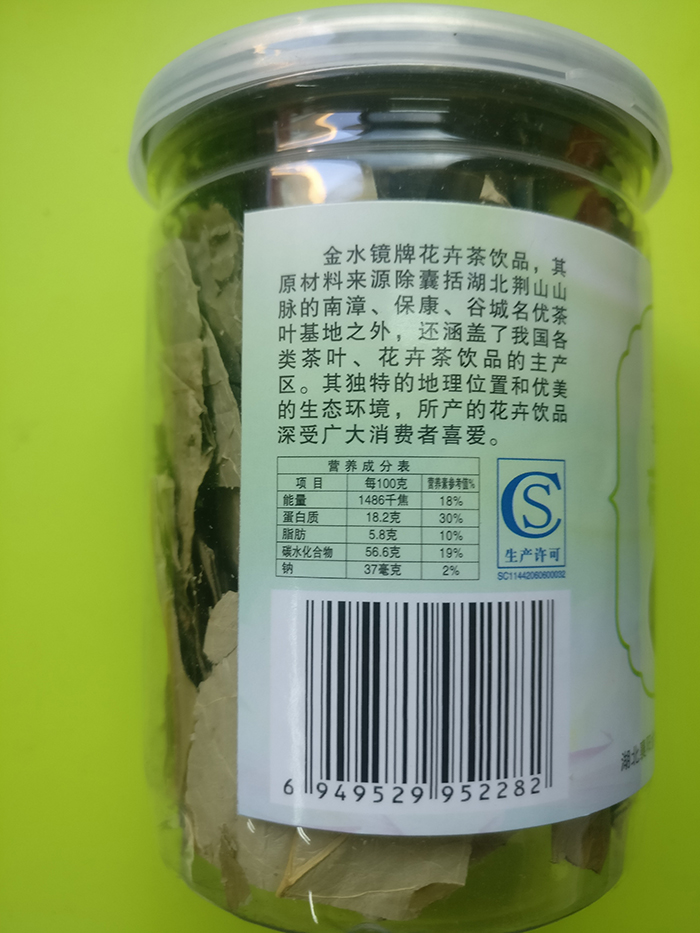 金水镜牌花卉茶饮品，其
原材料来源除囊括湖北荆山山
脉的南漳、保康、谷城名优茶
叶基地之外，还涵盖了我国各
类茶叶、花卉茶饮品的主产
区。其独特的地理位置和优美
的生态环境，所产的花卉饮品
深受广大消费者喜爱。
营养成分表
项目 每100克 营养素参考值%
能量 1486千焦 18%
蛋白质 18.2克 30%
脂肪 5.8克 10%
碳水化合物 56.6克 19%
钠 37毫克 2%
CS
生产许可
SC11442060600032
6 949529 952282
湖北襄阳